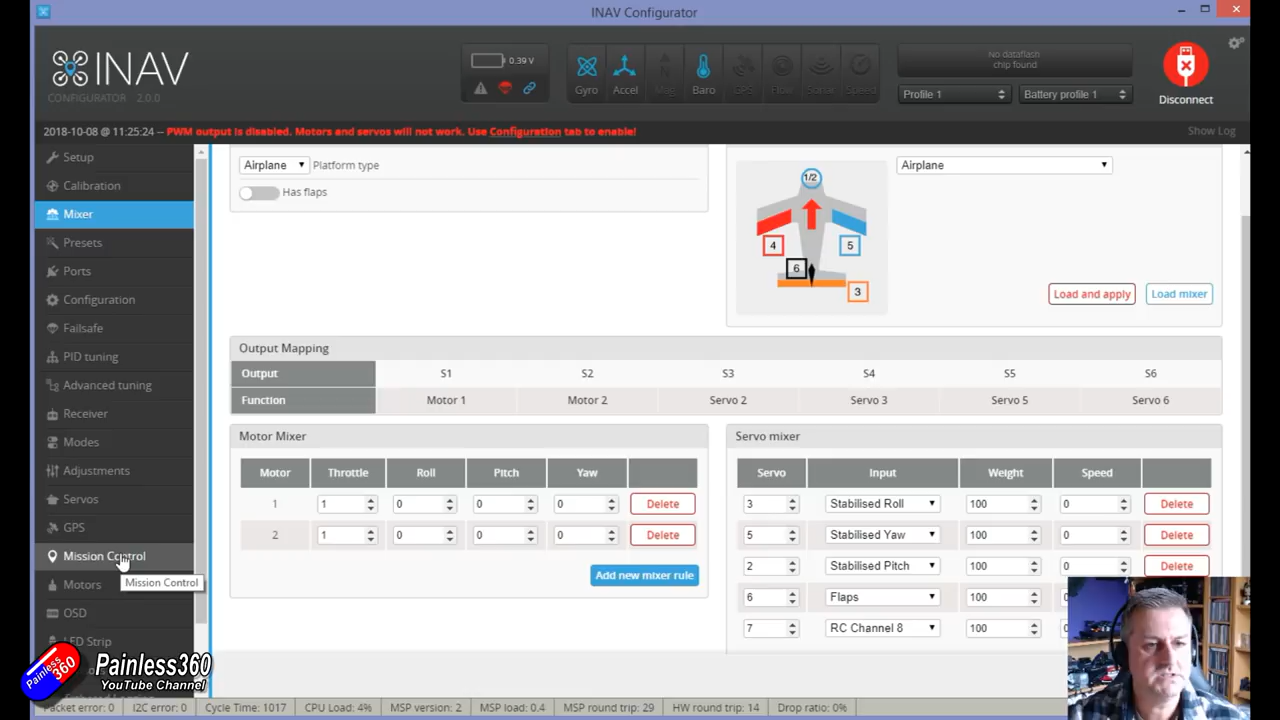 INAV Configurator
INAV
CONFIGURATOR 2.0.0
0.39 V
Gyro
Accel
Mag
Baro
GPS
Flow
Sonar
Speed
No dataflash
chip found
Profile 1
Battery profile 1
Disconnect
2018-10-08 @ 11:25:24 -- PWM output is disabled. Motors and servos will not work. Use Configuration tab to enable!
Show Log
Setup
Calibration
Mixer
Presets
Ports
Configuration
Failsafe
PID tuning
Advanced tuning
Receiver
Modes
Adjustments
Servos
GPS
Mission Control
Mission Control
Motors
OSD
LED Strip
Airplane
Platform type
Has flaps
Airplane
1/2
4
5
6
3
Load and apply
Load mixer
Output Mapping
Output S1 S2 S3 S4 S5 S6
Function Motor 1 Motor 2 Servo 2 Servo 3 Servo 5 Servo 6
Motor Mixer
Motor Throttle Roll Pitch Yaw
1 1 0 0 0 Delete
2 1 0 0 0 Delete
Add new mixer rule
Servo mixer
Servo Input Weight Speed
3 Stabilised Roll 100 0 Delete
5 Stabilised Yaw 100 0 Delete
2 Stabilised Pitch 100 0 Delete
6 Flaps 100 0
7 RC Channel 8 100 0
Painless360
Painless360
YouTube Channel
Packet error: 0
I2C error: 0
Cycle Time: 1017
CPU Load: 4%
MSP version: 2
MSP load: 0.4
MSP round trip: 29
HW round trip: 14
Drop ratio: 0%